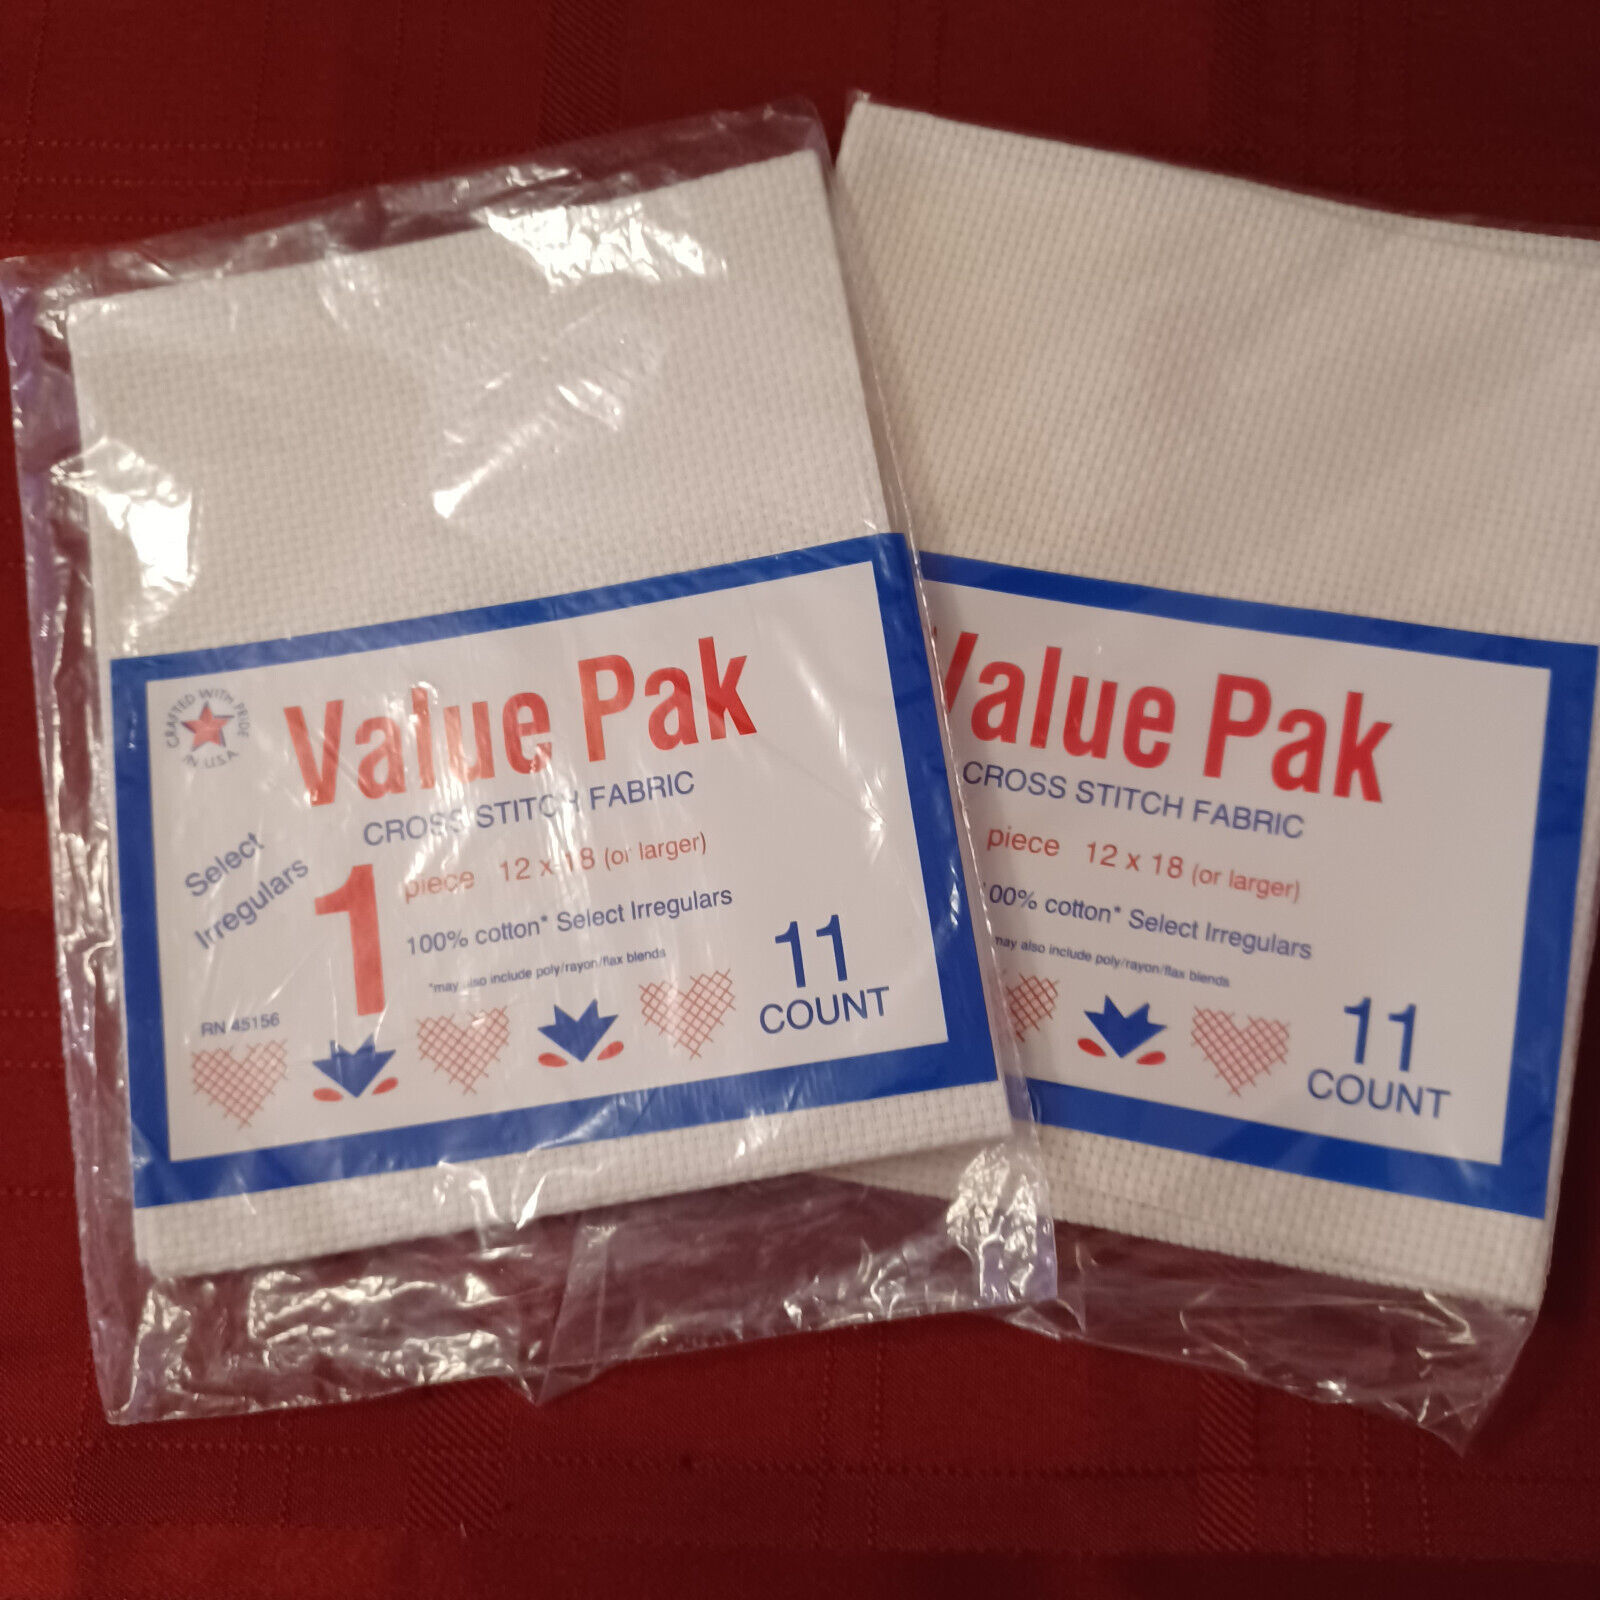 CRAFTED WITH PRIDE
IN U.S.A.
Value Pak
CROSS STITCH FABRIC
Select
Irregulars
1 piece 12 x 18 (or larger)
100% cotton* Select Irregulars
*may also include poly/rayon/flax blends
RN 45156
11
COUNT
Value Pak
CROSS STITCH FABRIC
piece 12 x 18 (or larger)
00% cotton* Select Irregulars
may also include poly/rayon/flax blends
11
COUNT